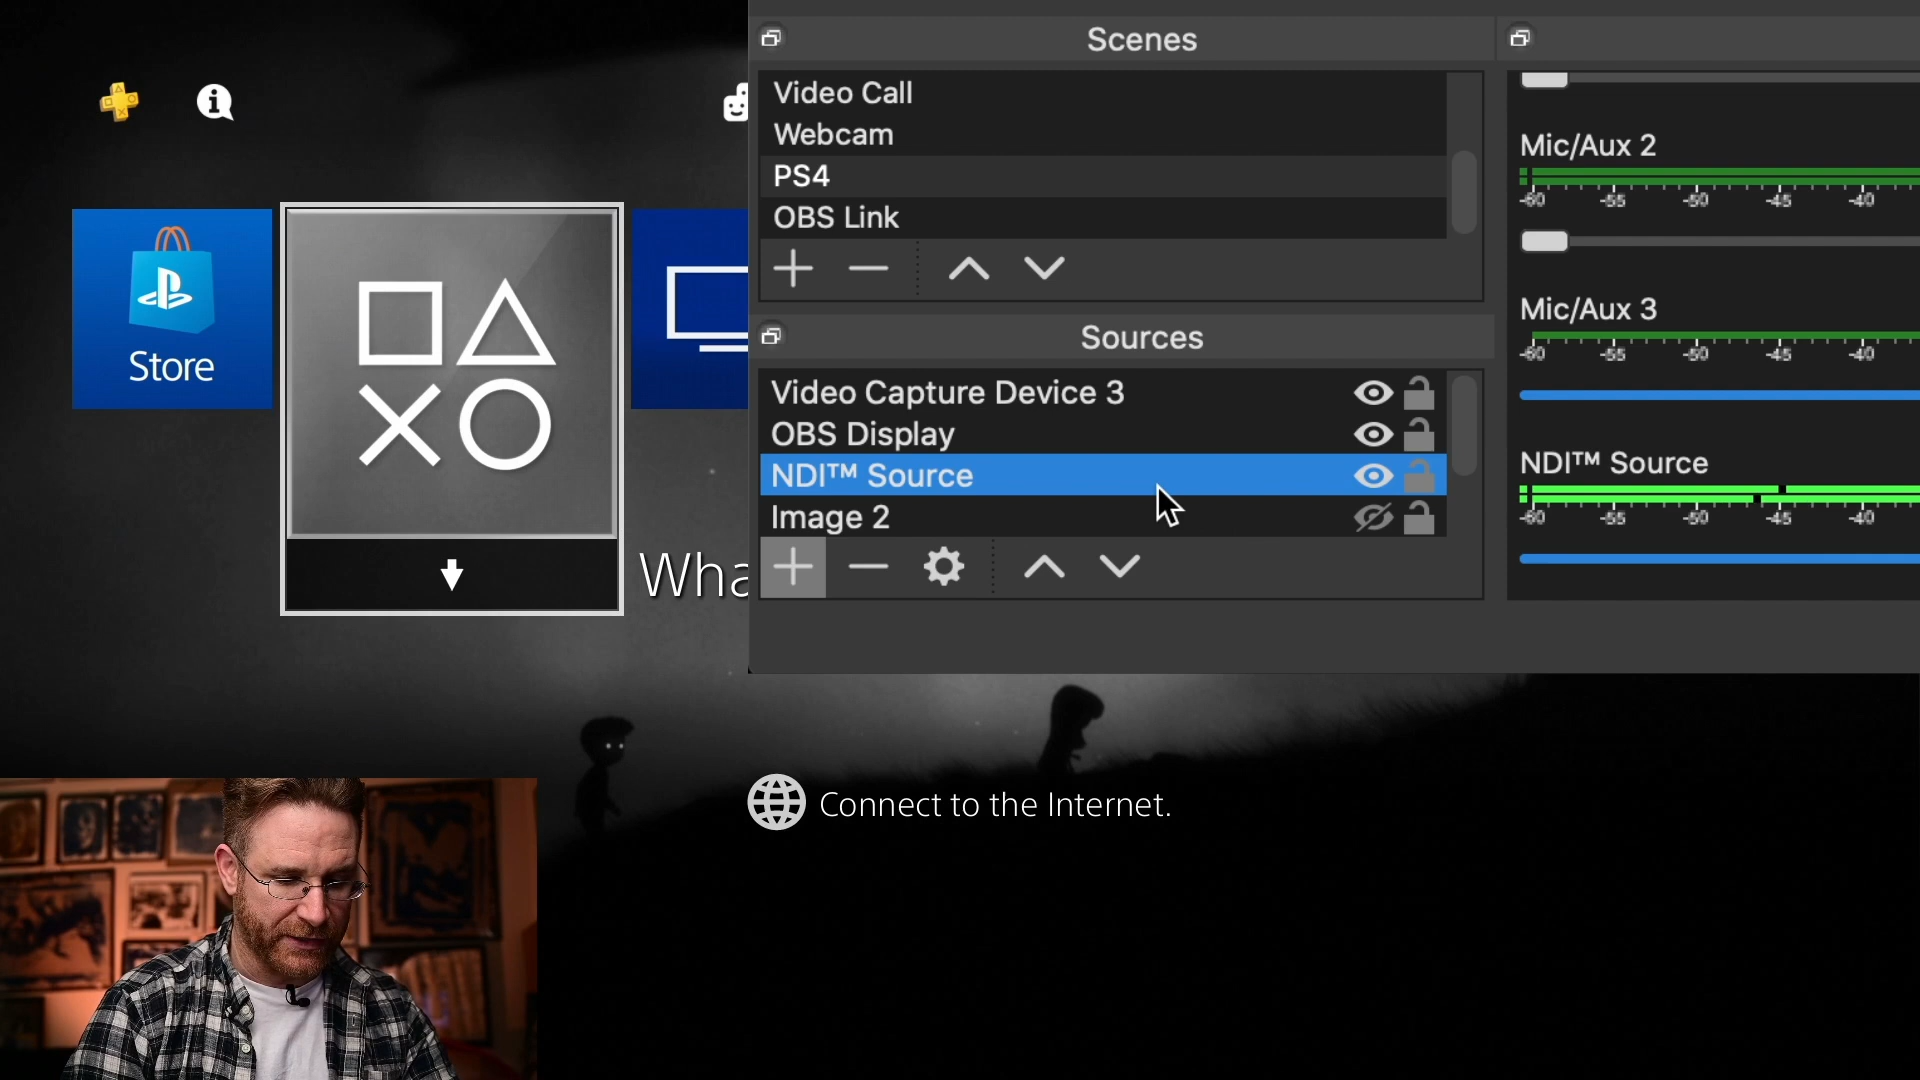 Scenes
Video Call
Webcam
PS4
OBS Link
Sources
Video Capture Device 3
OBS Display
NDI™ Source
Image 2
Mic/Aux 2
-60 -55 -50 -45 -40
Mic/Aux 3
-60 -55 -50 -45 -40
NDI™ Source
-60 -55 -50 -45 -40
Store
Wha
Connect to the Internet.